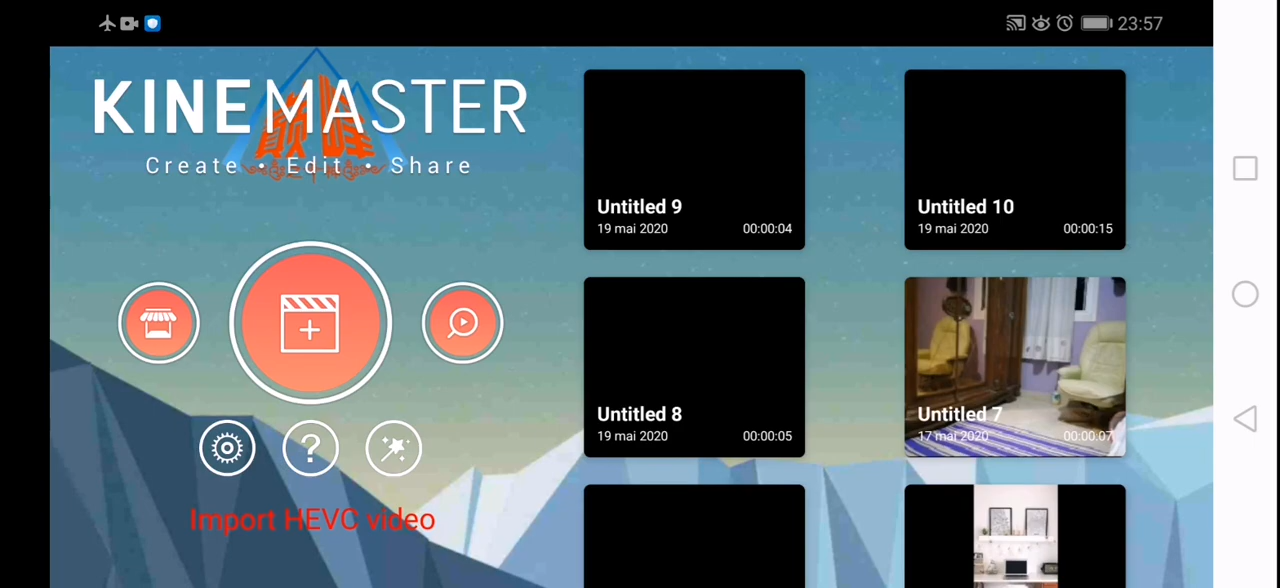 23:57
KINEMASTER
巅峰
Create • Edit • Share
Import HEVC video
Untitled 9
19 mai 2020 00:00:04
Untitled 10
19 mai 2020 00:00:15
Untitled 8
19 mai 2020 00:00:05
Untitled 7
17 mai 2020 00:00:07